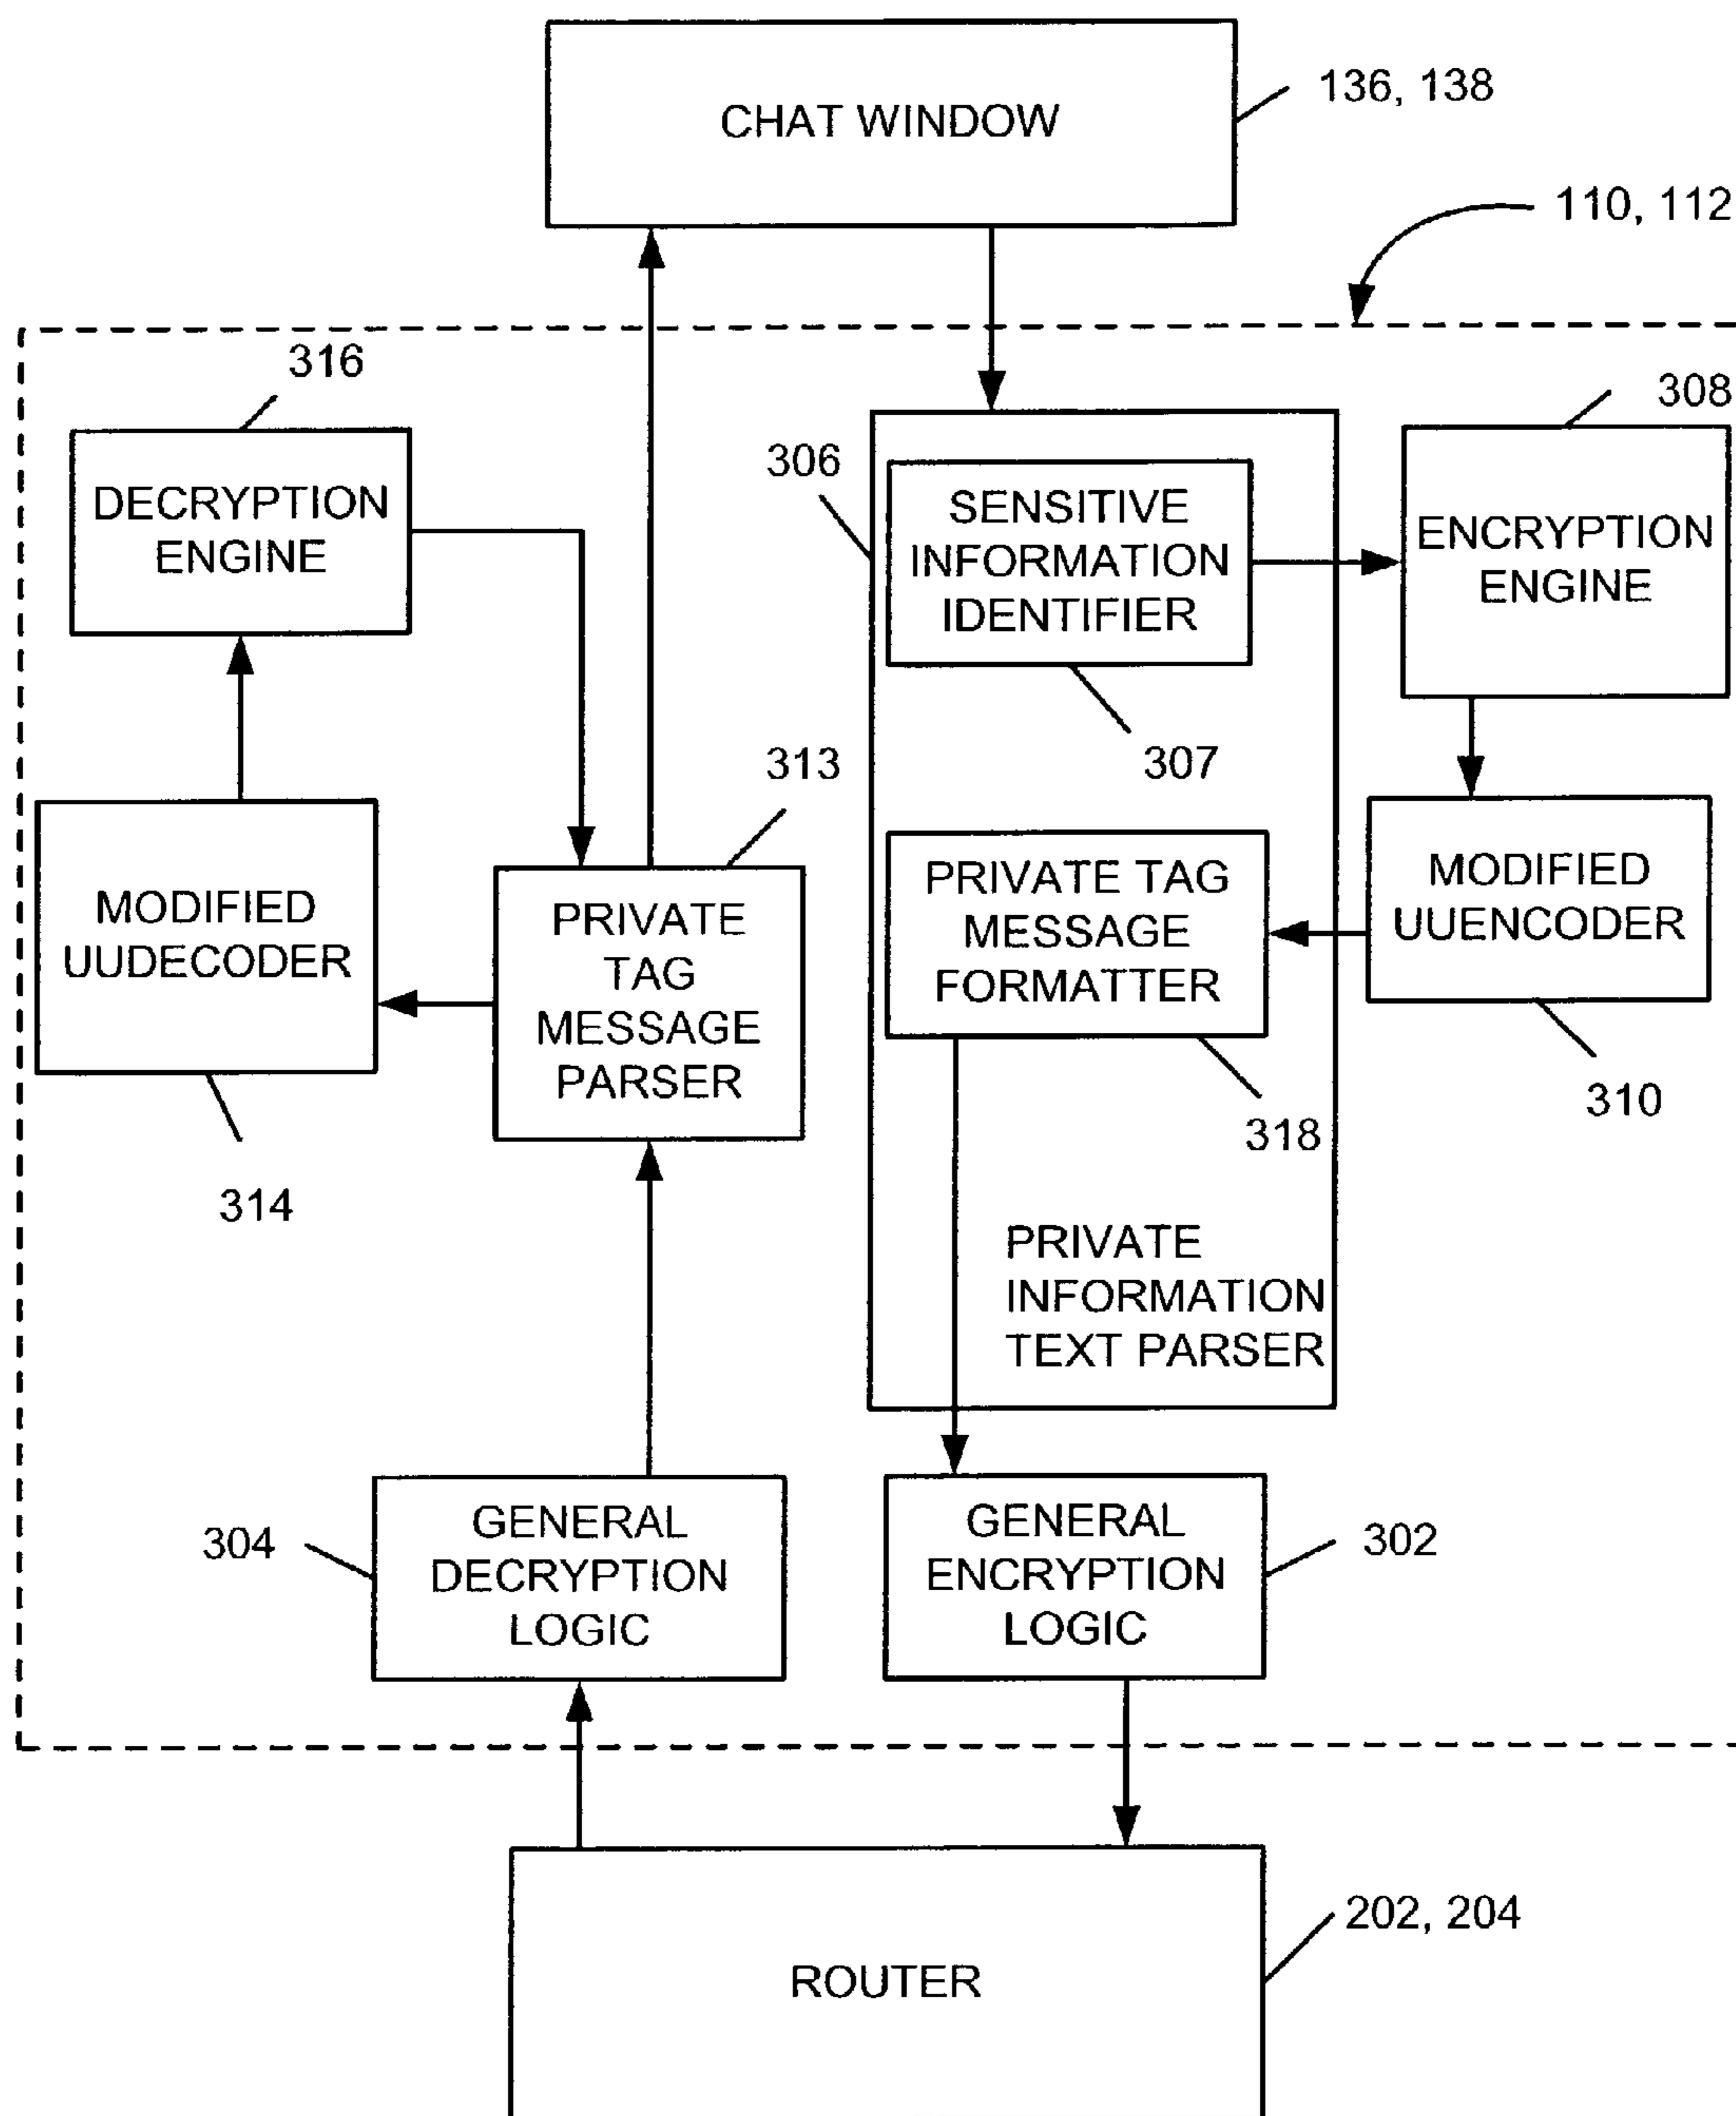 CHAT WINDOW
136, 138
110, 112
316
DECRYPTION
ENGINE
306
SENSITIVE
INFORMATION
IDENTIFIER
307
308
ENCRYPTION
ENGINE
313
MODIFIED
UUDECODER
314
PRIVATE
TAG
MESSAGE
PARSER
PRIVATE TAG
MESSAGE
FORMATTER
318
MODIFIED
UUENCODER
310
PRIVATE
INFORMATION
TEXT PARSER
304
GENERAL
DECRYPTION
LOGIC
GENERAL
ENCRYPTION
LOGIC
302
ROUTER
202, 204